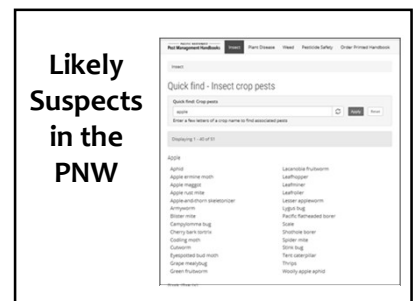 Likely
Suspects
in the
PNW
Pest Management Handbooks
Insect
Plant Disease
Weed
Pesticide Safety
Order Printed Handbook
Insect
Quick find - Insect crop pests
Quick find: Crop pests
apple
Apply
Reset
Enter a few letters of a crop name to find associated pests
Displaying 1 - 40 of 51
Apple
Aphid
Apple ermine moth
Apple maggot
Apple rust mite
Apple-and-thorn skeletonizer
Armyworm
Blister mite
Campylomma bug
Cherry bark tortrix
Codling moth
Cutworm
Eyespotted bud moth
Grape mealybug
Green fruitworm
Lacanobia fruitworm
Leafhopper
Leafminer
Leafroller
Lesser appleworm
Lygus bug
Pacific flatheaded borer
Scale
Shothole borer
Spider mite
Stink bug
Tent caterpillar
Thrips
Woolly apple aphid